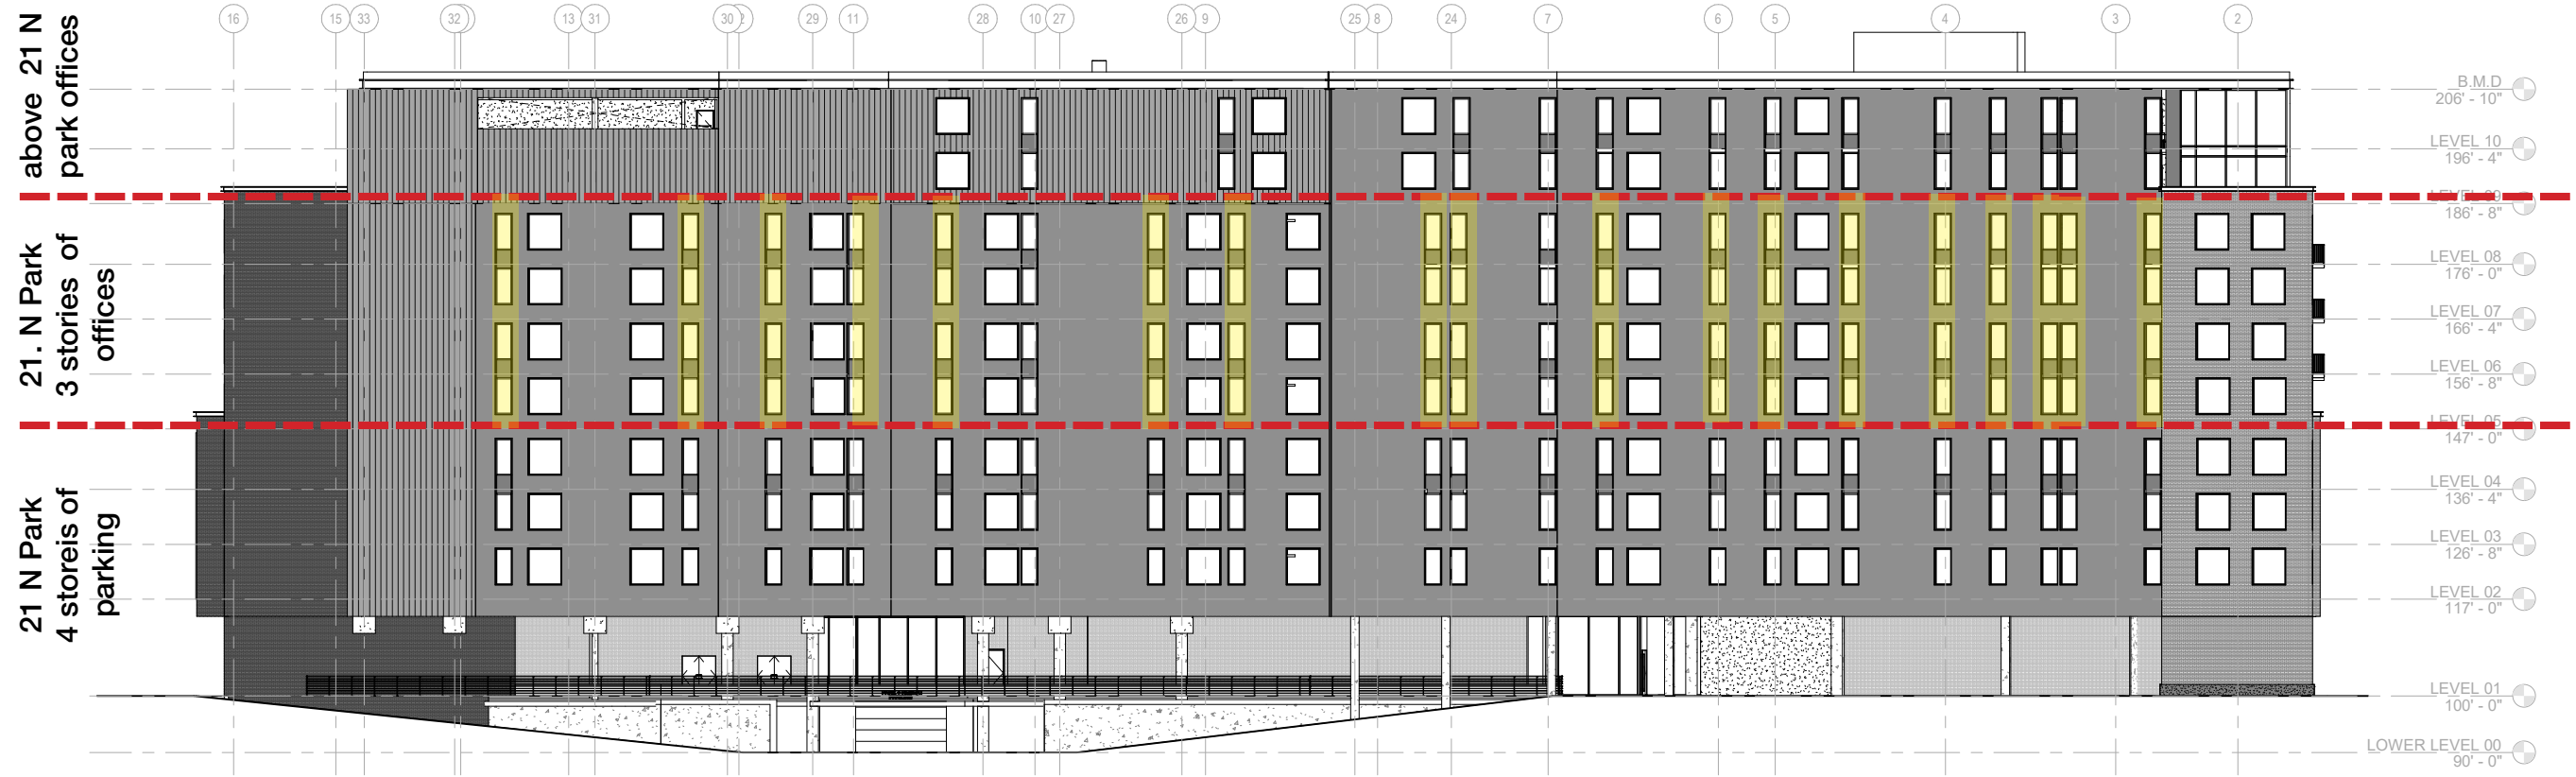 above 21 N
park offices
21. N Park
3 stories of
offices
21 N Park
4 storeis of
parking
16
15
33
32
13
31
30
29
11
28
10
27
26
9
25
8
24
7
6
5
4
3
2
B.M.D
206' - 10"
LEVEL 10
196' - 4"
LEVEL 09
186' - 8"
LEVEL 08
176' - 0"
LEVEL 07
166' - 4"
LEVEL 06
156' - 8"
LEVEL 05
147' - 0"
LEVEL 04
136' - 4"
LEVEL 03
126' - 8"
LEVEL 02
117' - 0"
LEVEL 01
100' - 0"
LOWER LEVEL 00
90' - 0"